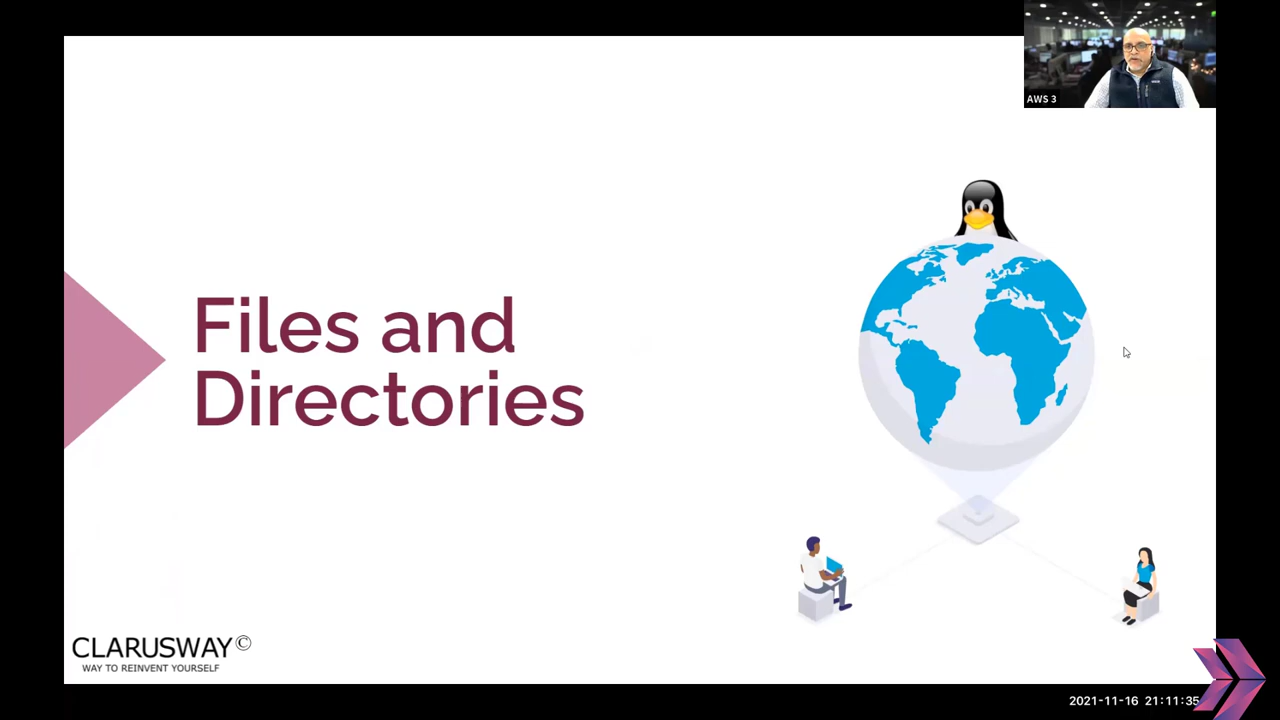 AWS 3
Files and
Directories
CLARUSWAY©
WAY TO REINVENT YOURSELF
2021-11-16 21:11:35